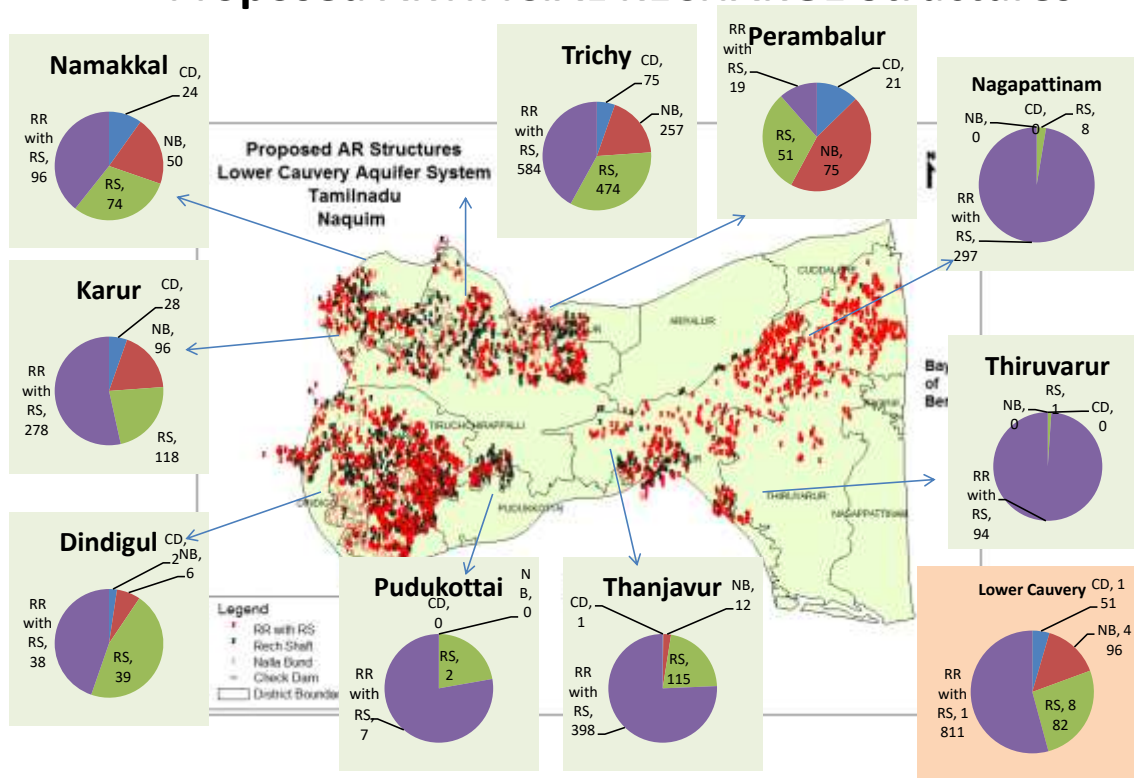 Namakkal
CD,
24
NB,
50
RS,
74
RR
with
RS,
96
Trichy
CD,
75
NB,
257
RS,
474
RR
with
RS,
584
Perambalur
CD,
21
NB,
75
RS,
51
RR
with
RS,
19
Nagapattinam
CD,
0
RS,
8
NB,
0
RR
with
RS,
297
Proposed AR Structures
Lower Cauvery Aquifer System
Tamilnadu
Naquim
Karur
CD,
28
NB,
96
RS,
118
RR
with
RS,
278
CUDDALORE
ARIYALUR
TIRUCHCHIRAPPALLI
PUDUKKOTTAI
THIRUVARUR
NAGAPPATTINAM
Bay
of
Thiruvarur
RS,
1
NB,
0
CD,
0
RR
with
RS,
94
Dindigul
CD,
2
NB,
6
RS,
39
RR
with
RS,
38
Legend
RR with RS
Rech Shaft
Nalla Bund
Check Dam
District Boundar
Pudukottai
CD,
0
N
B,
0
RS,
2
RR
with
RS,
7
Thanjavur
CD,
1
NB,
12
RS,
115
RR
with
RS,
398
Lower Cauvery
CD, 1
51
NB, 4
96
RS, 8
82
RR
with
RS, 1
811